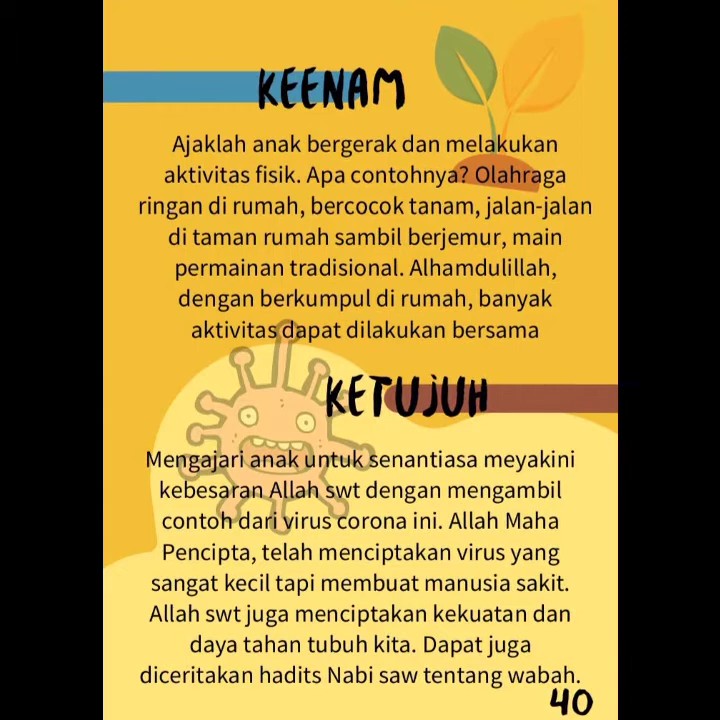 KEENAM
Ajaklah anak bergerak dan melakukan
aktivitas fisik. Apa contohnya? Olahraga
ringan di rumah, bercocok tanam, jalan-jalan
di taman rumah sambil berjemur, main
permainan tradisional. Alhamdulillah,
dengan berkumpul di rumah, banyak
aktivitas dapat dilakukan bersama
KETUJUH
Mengajari anak untuk senantiasa meyakini
kebesaran Allah swt dengan mengambil
contoh dari virus corona ini. Allah Maha
Pencipta, telah menciptakan virus yang
sangat kecil tapi membuat manusia sakit.
Allah swt juga menciptakan kekuatan dan
daya tahan tubuh kita. Dapat juga
diceritakan hadits Nabi saw tentang wabah.
40